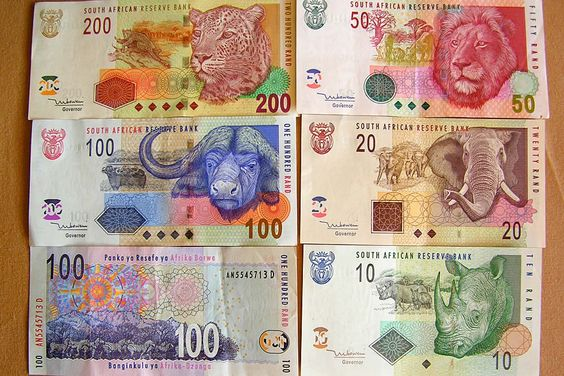 SOUTH AFRICAN RESERVE BANK
200
TWO HUNDRED RAND
Governor
200
SOUTH AFRICAN RESERVE BANK
50
FIFTY RAND
Governor
50
SOUTH AFRICAN RESERVE BANK
100
ONE HUNDRED RAND
Governor
100
SOUTH AFRICAN RESERVE BANK
20
TWENTY RAND
Governor
20
100
Panka ya Resefe ya Afrika Borwa
AN5545713 D
ONE HUNDRED RAND
AN5545713 D
100
100
100
Banginkulu ya Afrika-Dzonga
SOUTH AFRICAN RESERVE BANK
10
TEN RAND
Governor
10